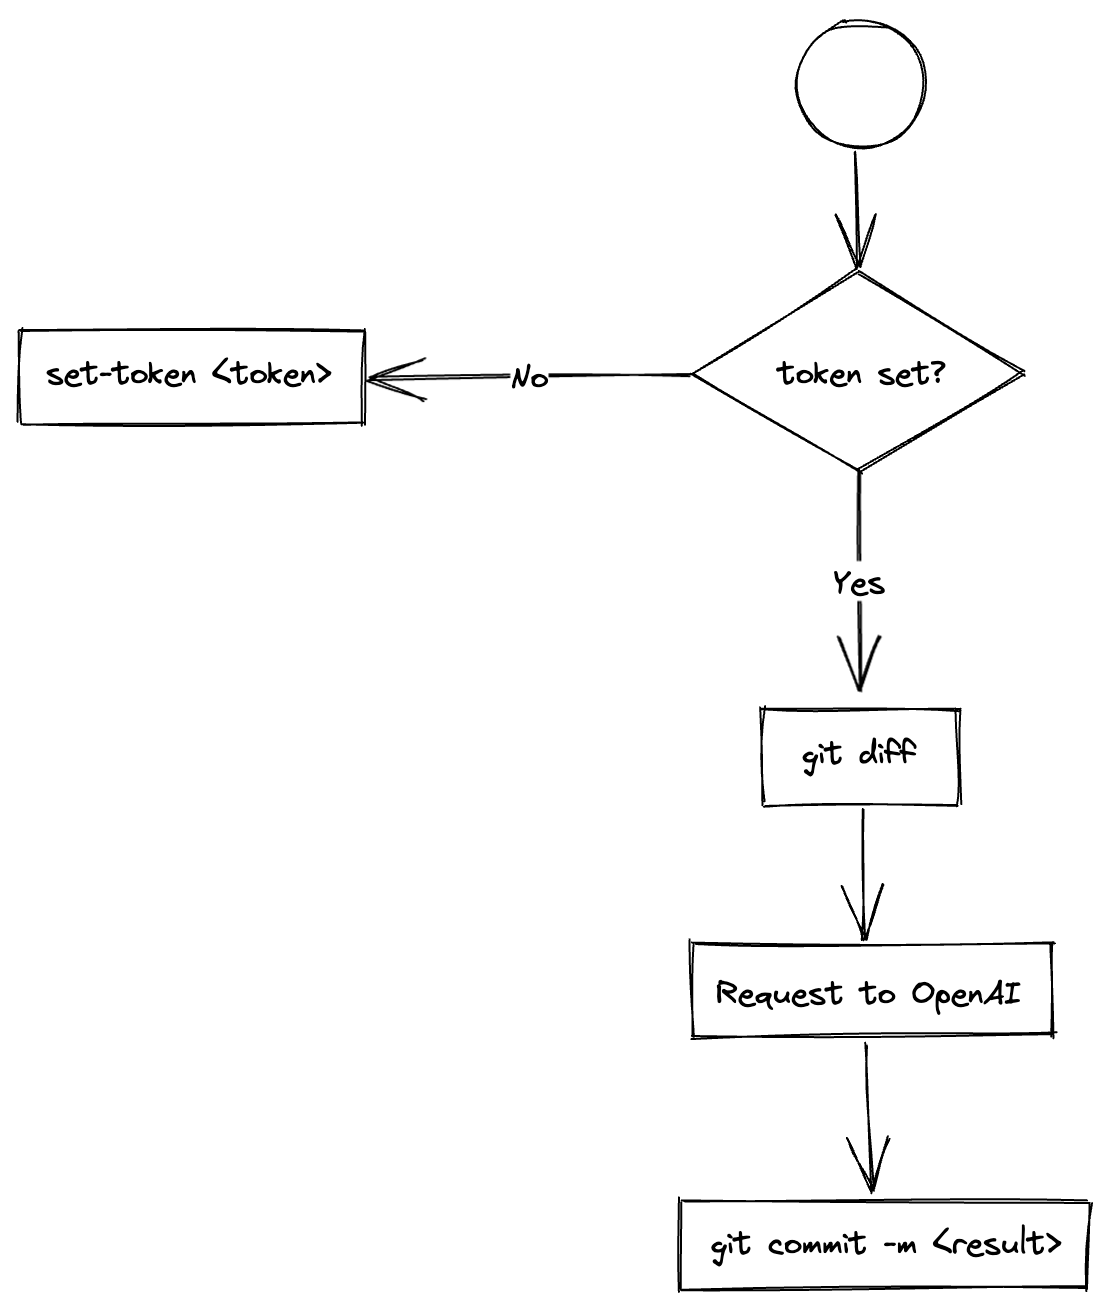 token set?
No
set-token <token>
Yes
git diff
Request to OpenAI
git commit -m <result>